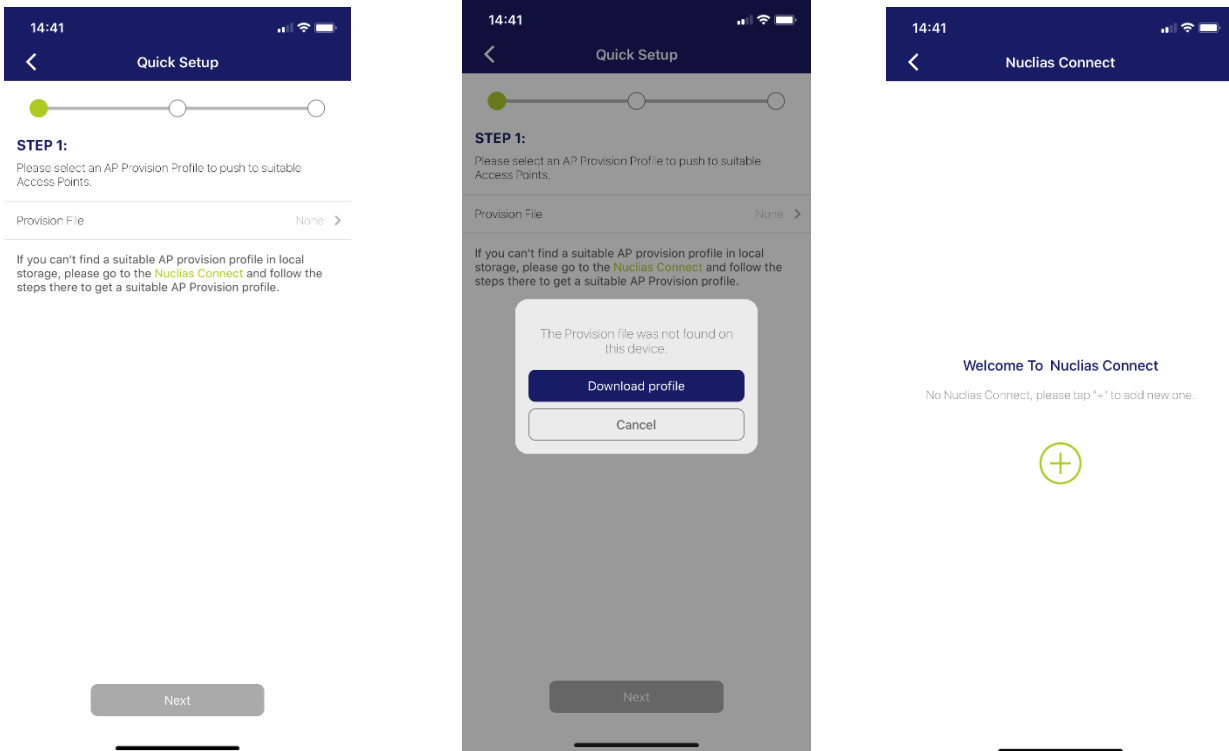 14:41
Quick Setup
STEP 1:
Please select an AP Provision Profile to push to suitable
Access Points.
Provision File
None
If you can't find a suitable AP provision profile in local
storage, please go to the Nuclias Connect and follow the
steps there to get a suitable AP Provision profile.
Next
14:41
Quick Setup
STEP 1:
Please select an AP Provision Profile to push to suitable
Access Points.
Provision File
None
If you can't find a suitable AP provision profile in local
storage, please go to the Nuclias Connect and follow the
steps there to get a suitable AP Provision profile.
The Provision file was not found on
this device.
Download profile
Cancel
Next
14:41
Nuclias Connect
Welcome To Nuclias Connect
No Nuclias Connect, please tap "+" to add new one.